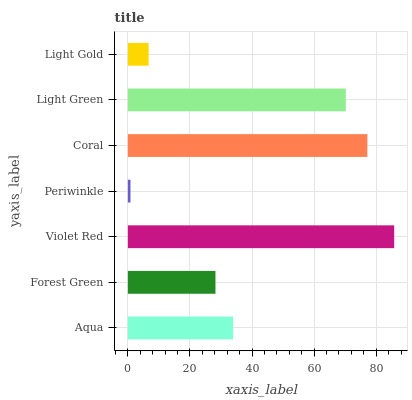 title
Light Gold
Light Green
Coral
Periwinkle
Violet Red
Forest Green
Aqua
yaxis_label
0 20 40 60 80
xaxis_label